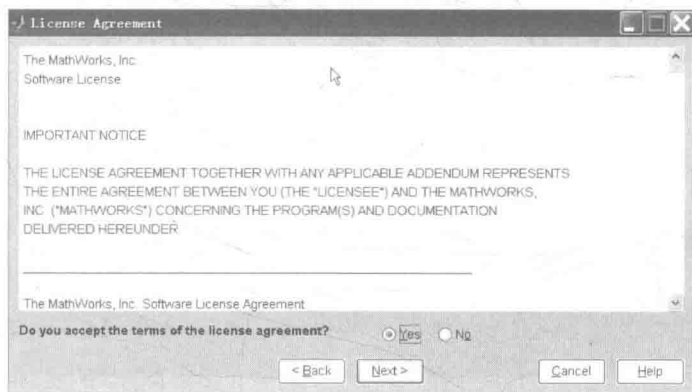 License Agreement
The MathWorks, Inc.
Software License
IMPORTANT NOTICE
THE LICENSE AGREEMENT TOGETHER WITH ANY APPLICABLE ADDENDUM REPRESENTS
THE ENTIRE AGREEMENT BETWEEN YOU (THE "LICENSEE") AND THE MATHWORKS,
INC. ("MATHWORKS") CONCERNING THE PROGRAM(S) AND DOCUMENTATION
DELIVERED HEREUNDER.
The MathWorks, Inc. Software License Agreement
Do you accept the terms of the license agreement? Yes No
< Back Next > Cancel Help